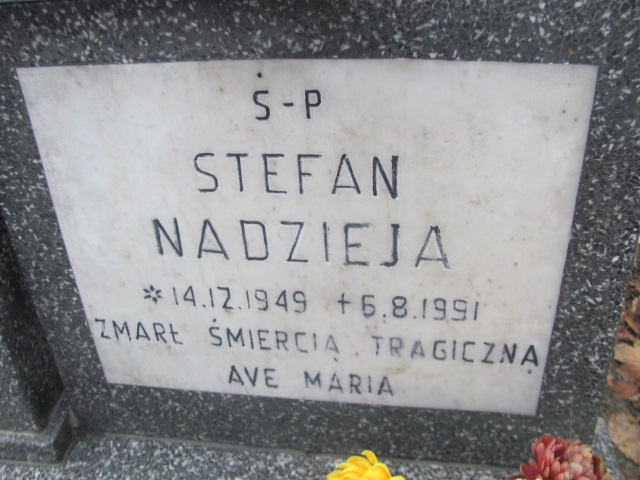 Ś-P
STEFAN
NADZIEJA
* 14.12.1949 + 6.8.1991
ZMARŁ ŚMIERCIĄ TRAGICZNĄ
AVE MARIA